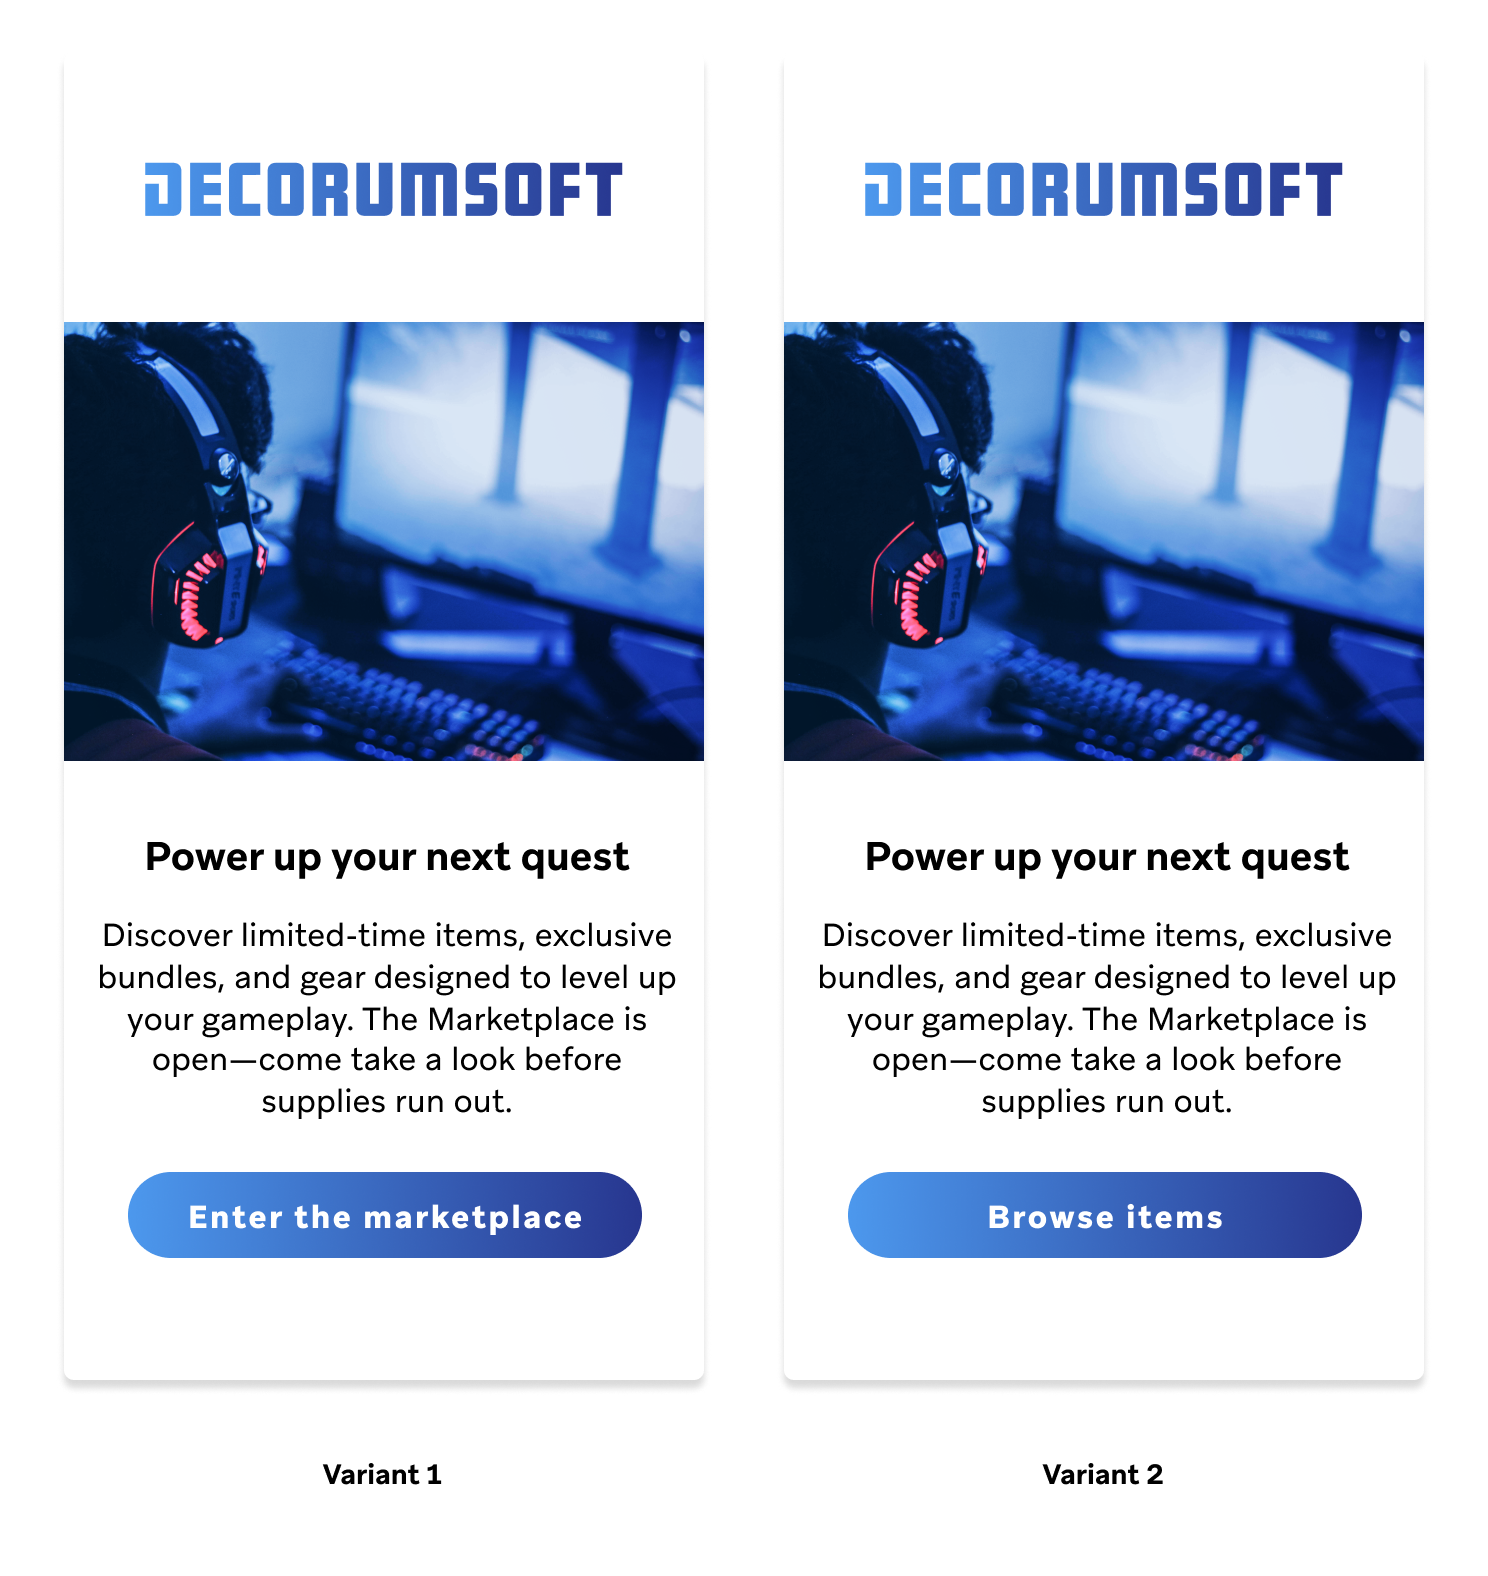 DECORUMSOFT
Power up your next quest
Discover limited-time items, exclusive
bundles, and gear designed to level up
your gameplay. The Marketplace is
open—come take a look before
supplies run out.
Enter the marketplace
Variant 1
DECORUMSOFT
Power up your next quest
Discover limited-time items, exclusive
bundles, and gear designed to level up
your gameplay. The Marketplace is
open—come take a look before
supplies run out.
Browse items
Variant 2